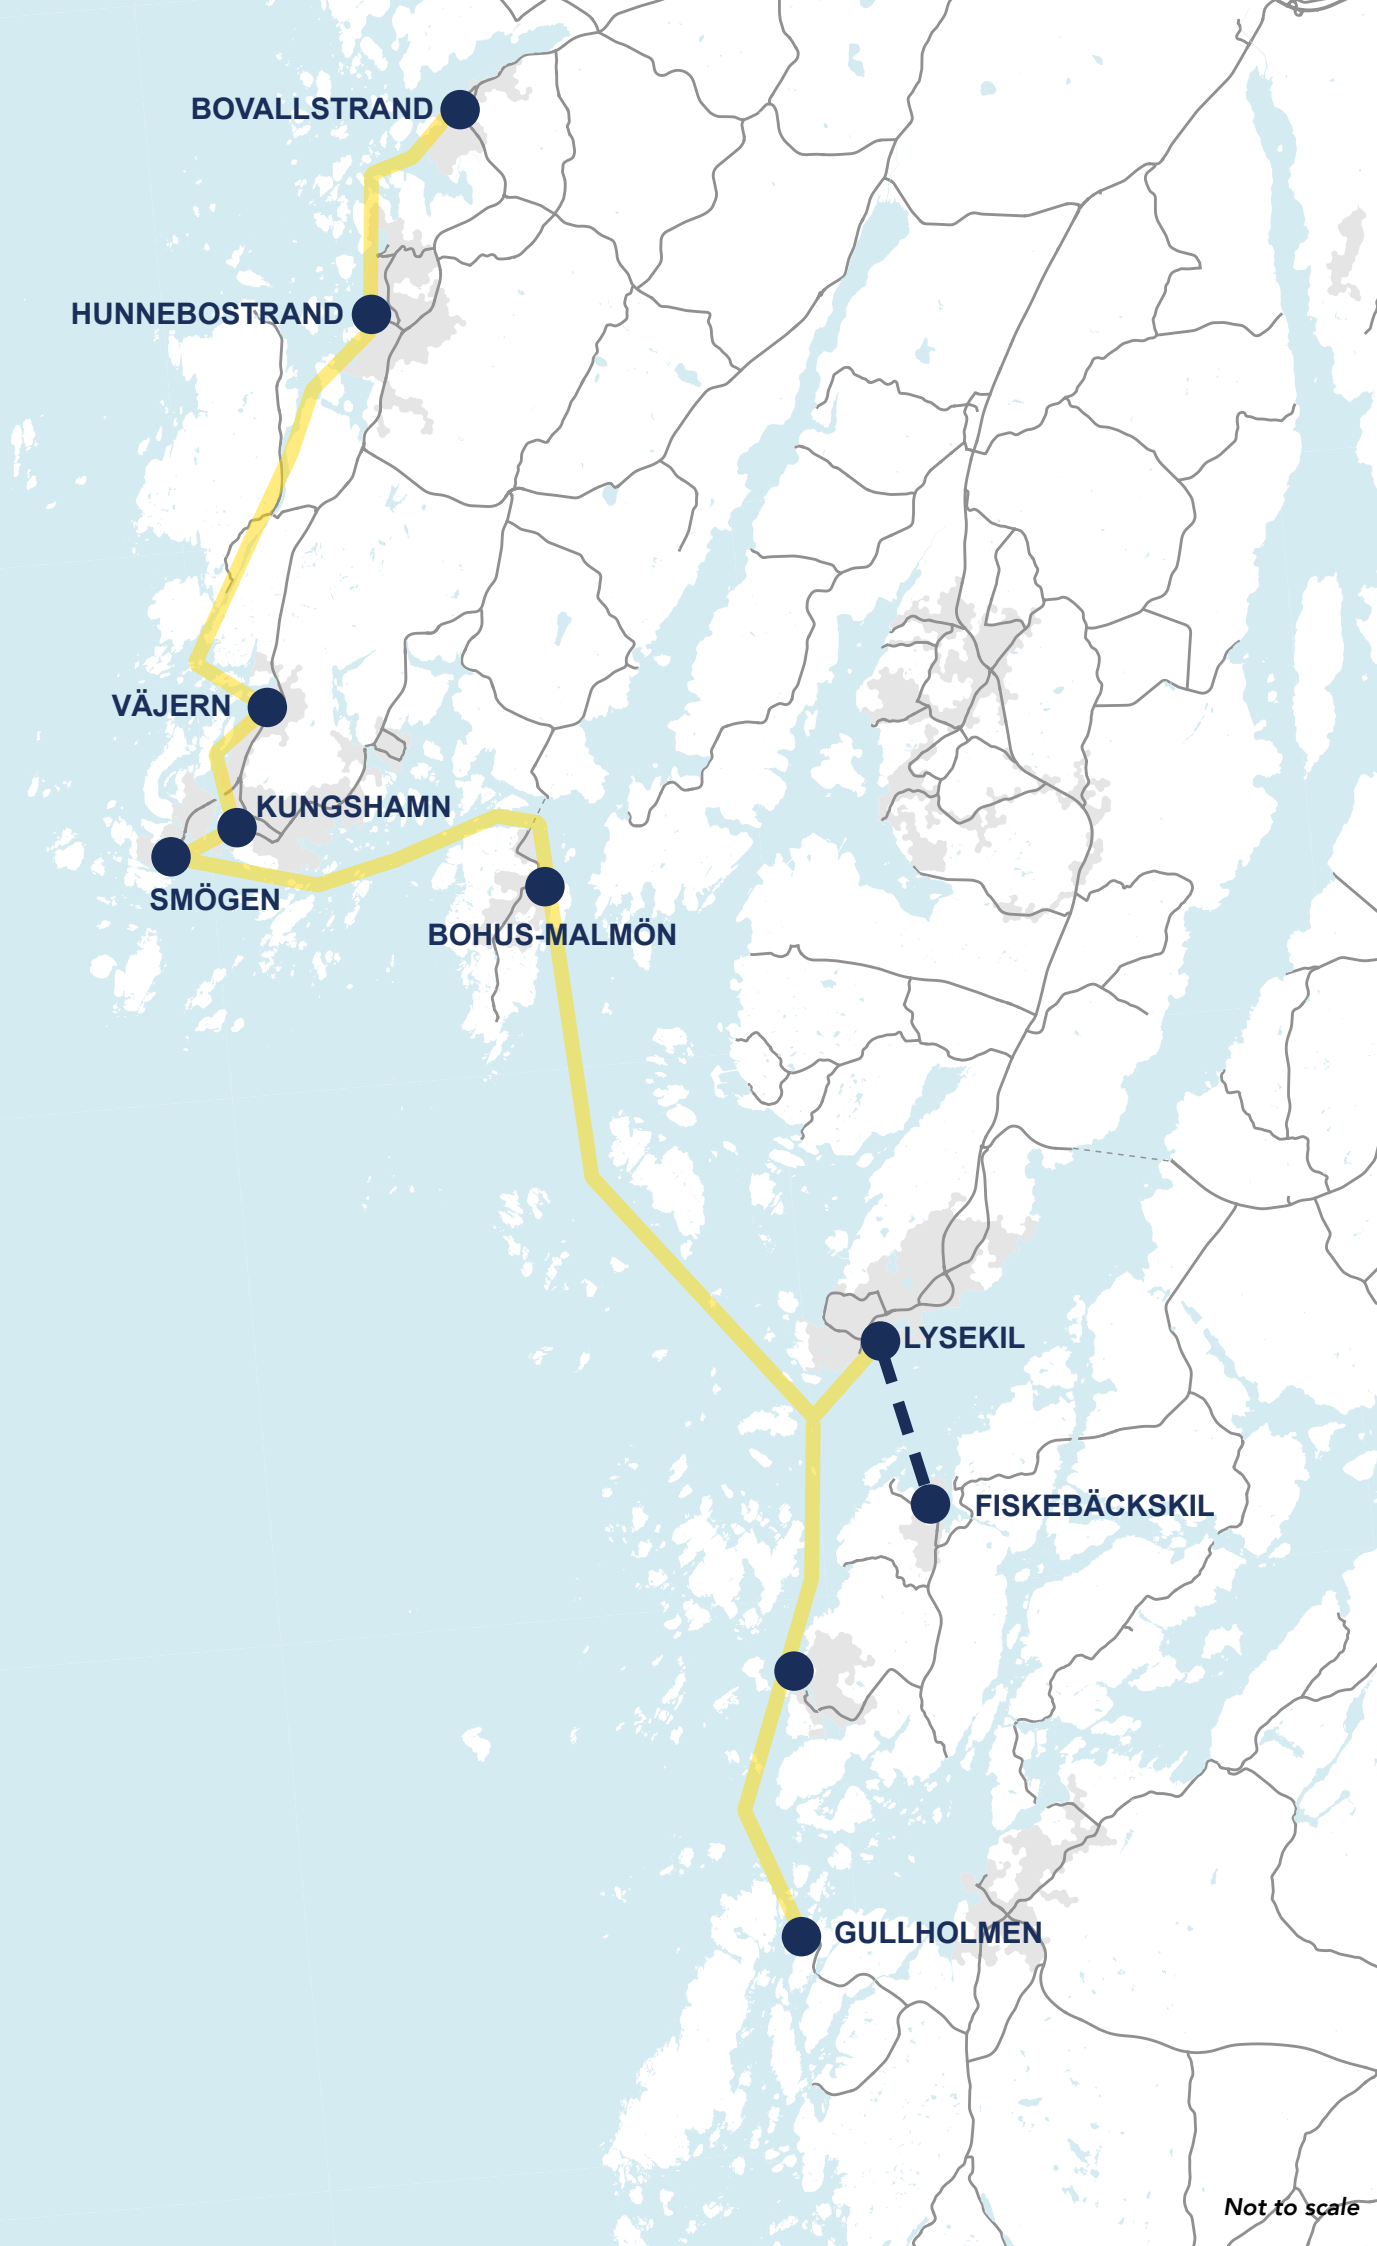 BOVALLSTRAND
HUNNEBOSTRAND
VÄJERN
KUNGSHAMN
SMÖGEN
BOHUS-MALMÖN
LYSEKIL
FISKEBÄCKSKIL
GULLHOLMEN
Not to scale